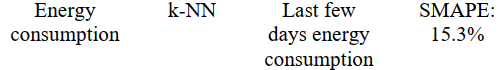 Energy consumption
k-NN
Last few days energy consumption
SMAPE: 15.3%